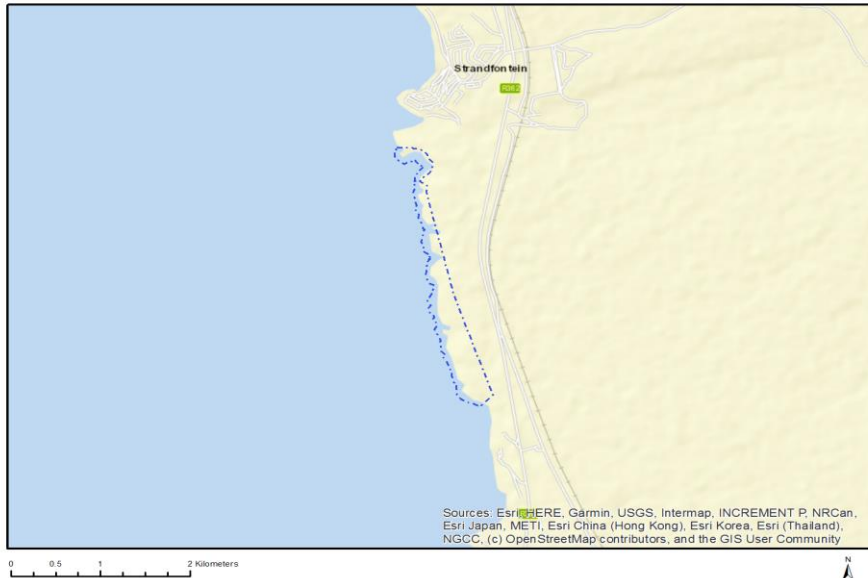 Strandfontein
R362
Sources: Esri, HERE, Garmin, USGS, Intermap, INCREMENT P, NRCan,
Esri Japan, METI, Esri China (Hong Kong), Esri Korea, Esri (Thailand),
NGCC, (c) OpenStreetMap contributors, and the GIS User Community
0 0.5 1 2 Kilometers
N